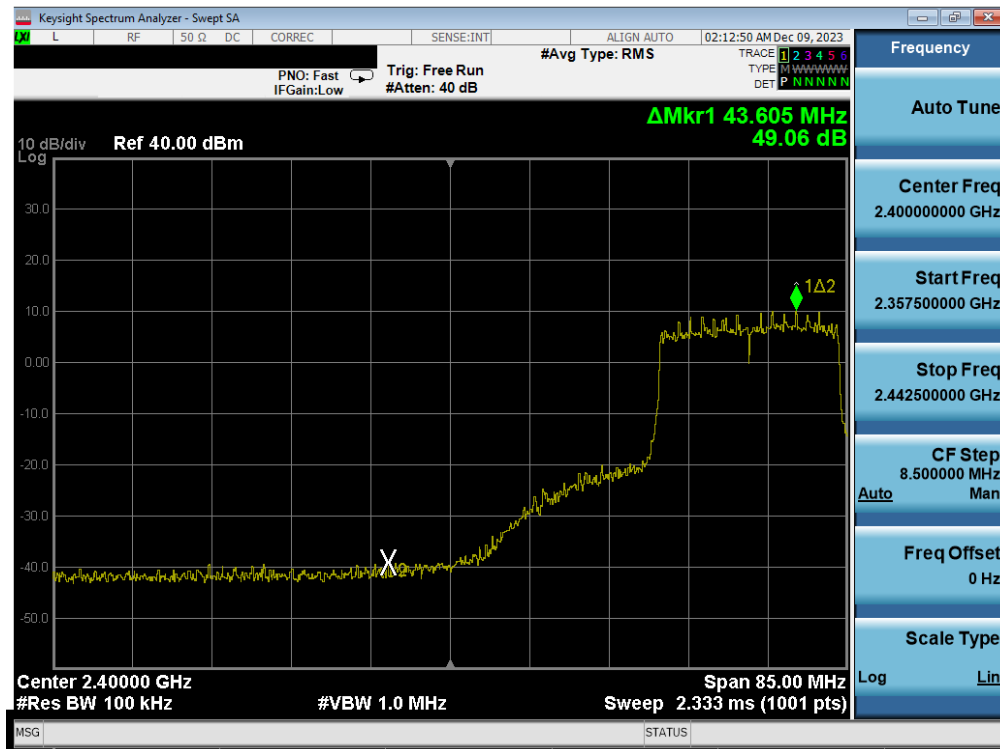 Keysight Spectrum Analyzer - Swept SA
LXI L RF 50 Ω DC CORREC SENSE:INT ALIGN AUTO 02:12:50 AM Dec 09, 2023
PNO: Fast
IFGain:Low
Trig: Free Run
#Atten: 40 dB
#Avg Type: RMS
TRACE 1 2 3 4 5 6
TYPE M WWWWW
DET P N N N N N
ΔMkr1 43.605 MHz
49.06 dB
10 dB/div Ref 40.00 dBm
Log
30.0
20.0
10.0
0.00
-10.0
-20.0
-30.0
-40.0
-50.0
1Δ2
X
Center 2.40000 GHz
Span 85.00 MHz
#Res BW 100 kHz
#VBW 1.0 MHz
Sweep 2.333 ms (1001 pts)
MSG
STATUS
Frequency
Auto Tune
Center Freq
2.400000000 GHz
Start Freq
2.357500000 GHz
Stop Freq
2.442500000 GHz
CF Step
8.500000 MHz
Auto Man
Freq Offset
0 Hz
Scale Type
Log Lin